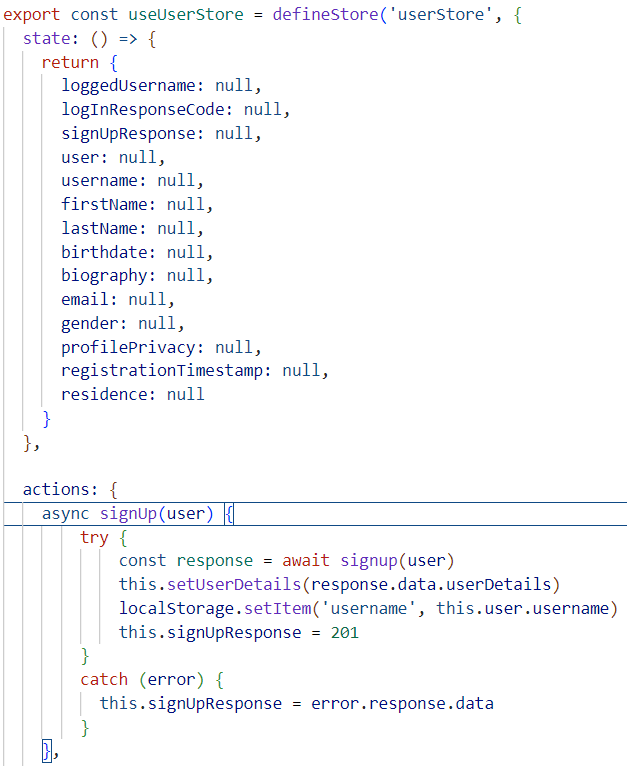 export const useUserStore = defineStore('userStore', {
  state: () => {
    return {
      loggedUsername: null,
      logInResponseCode: null,
      signUpResponse: null,
      user: null,
      username: null,
      firstName: null,
      lastName: null,
      birthdate: null,
      biography: null,
      email: null,
      gender: null,
      profilePrivacy: null,
      registrationTimestamp: null,
      residence: null
    }
  },

  actions: {
    async signUp(user) {
        try {
            const response = await signup(user)
            this.setUserDetails(response.data.userDetails)
            localStorage.setItem('username', this.user.username)
            this.signUpResponse = 201
        }
        catch (error) {
          this.signUpResponse = error.response.data
        }
    },